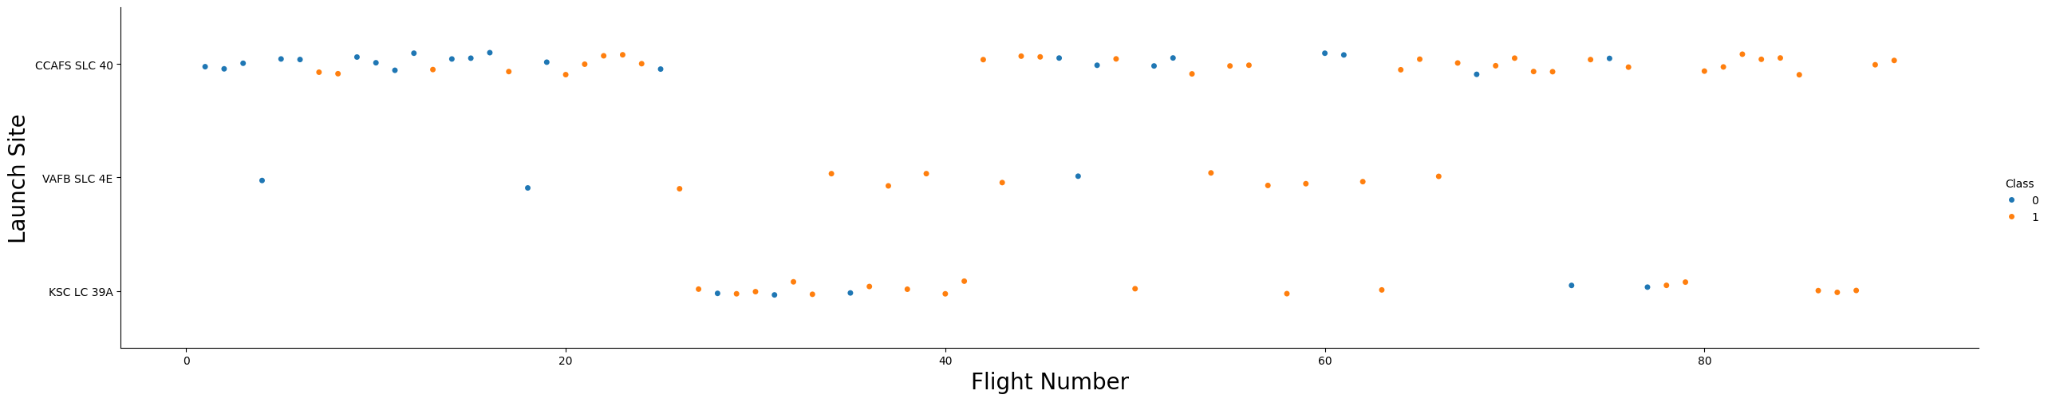 Launch Site
CCAFS SLC 40
VAFB SLC 4E
KSC LC 39A
0
20
40
60
80
Flight Number
Class
0
1